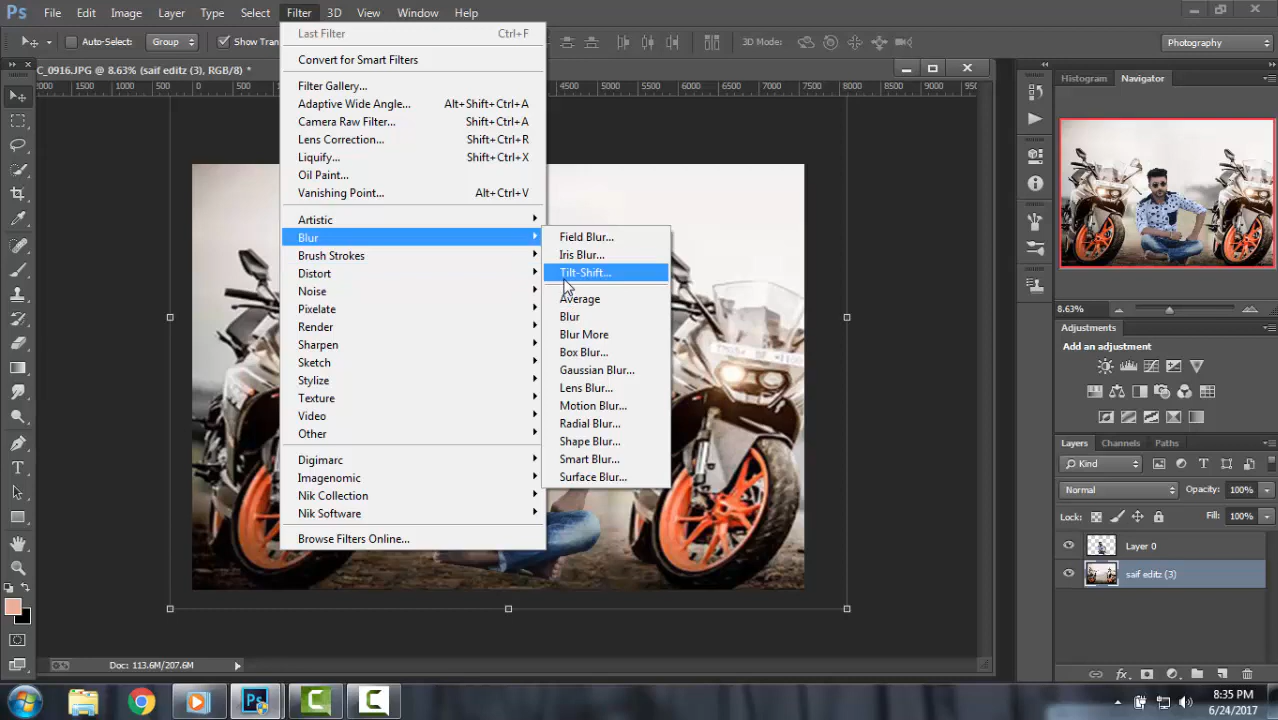 Ps File Edit Image Layer Type Select Filter 3D View Window Help
Auto-Select: Group Show Tran 3D Mode: Photography
C_0916.JPG @ 8.63% (saif editz (3), RGB/8) *
2000 1500 1000 500 0 500 4500 5000 5500 6000 6500 7000 7500 8000 8500 9000 950
Last Filter Ctrl+F
Convert for Smart Filters
Filter Gallery...
Adaptive Wide Angle... Alt+Shift+Ctrl+A
Camera Raw Filter... Shift+Ctrl+A
Lens Correction... Shift+Ctrl+R
Liquify... Shift+Ctrl+X
Oil Paint...
Vanishing Point... Alt+Ctrl+V
Artistic
Blur
Brush Strokes
Distort
Noise
Pixelate
Render
Sharpen
Sketch
Stylize
Texture
Video
Other
Digimarc
Imagenomic
Nik Collection
Nik Software
Browse Filters Online...
Field Blur...
Iris Blur...
Tilt-Shift...
Average
Blur
Blur More
Box Blur...
Gaussian Blur...
Lens Blur...
Motion Blur...
Radial Blur...
Shape Blur...
Smart Blur...
Surface Blur...
Histogram Navigator
8.63%
Adjustments
Add an adjustment
Layers Channels Paths
Kind
Normal Opacity: 100%
Lock: Fill: 100%
Layer 0
saif editz (3)
Doc: 113.6M/207.6M
8:35 PM
6/24/2017